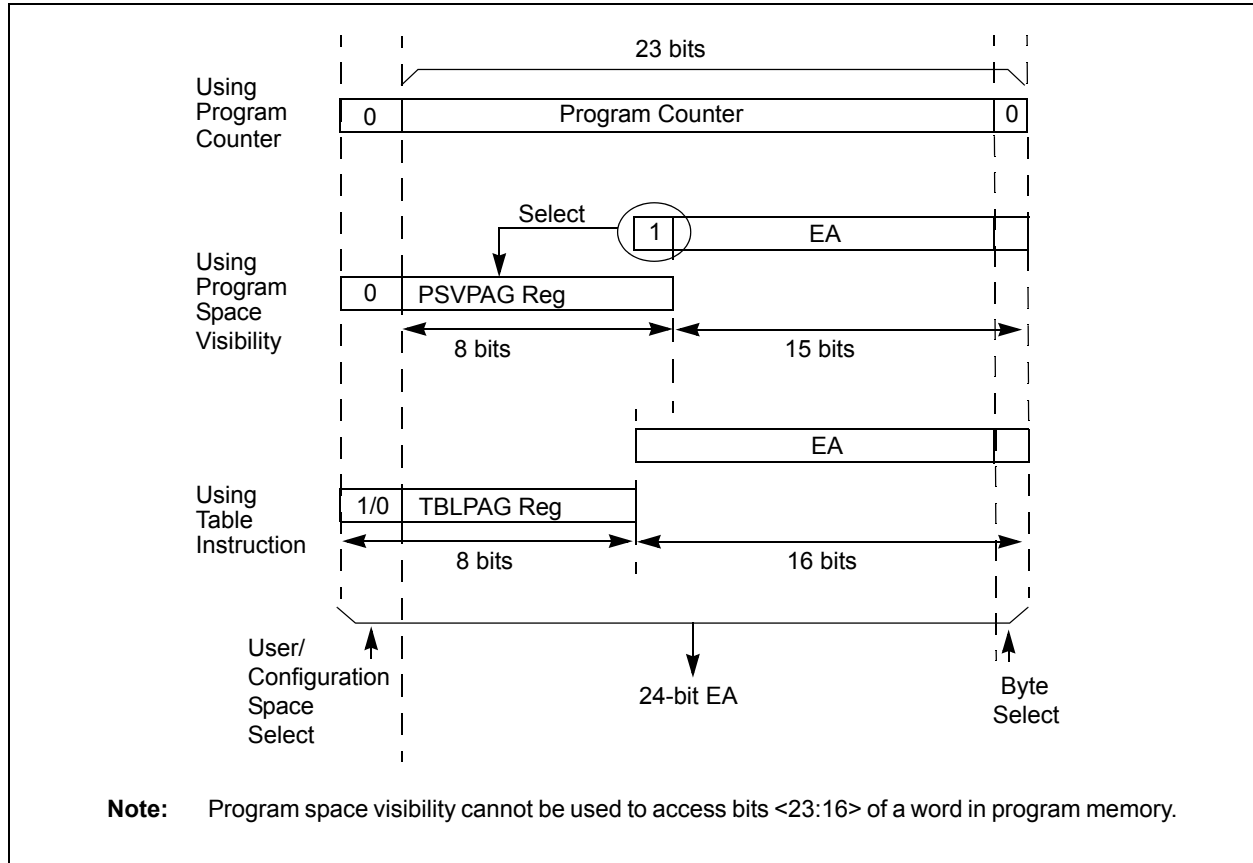 23 bits
Using
Program
Counter
0
Program Counter
0
Select
1
EA
Using
Program
Space
Visibility
0
PSVPAG Reg
8 bits
15 bits
EA
Using
Table
Instruction
1/0
TBLPAG Reg
8 bits
16 bits
User/
Configuration
Space
Select
24-bit EA
Byte
Select
Note: Program space visibility cannot be used to access bits <23:16> of a word in program memory.